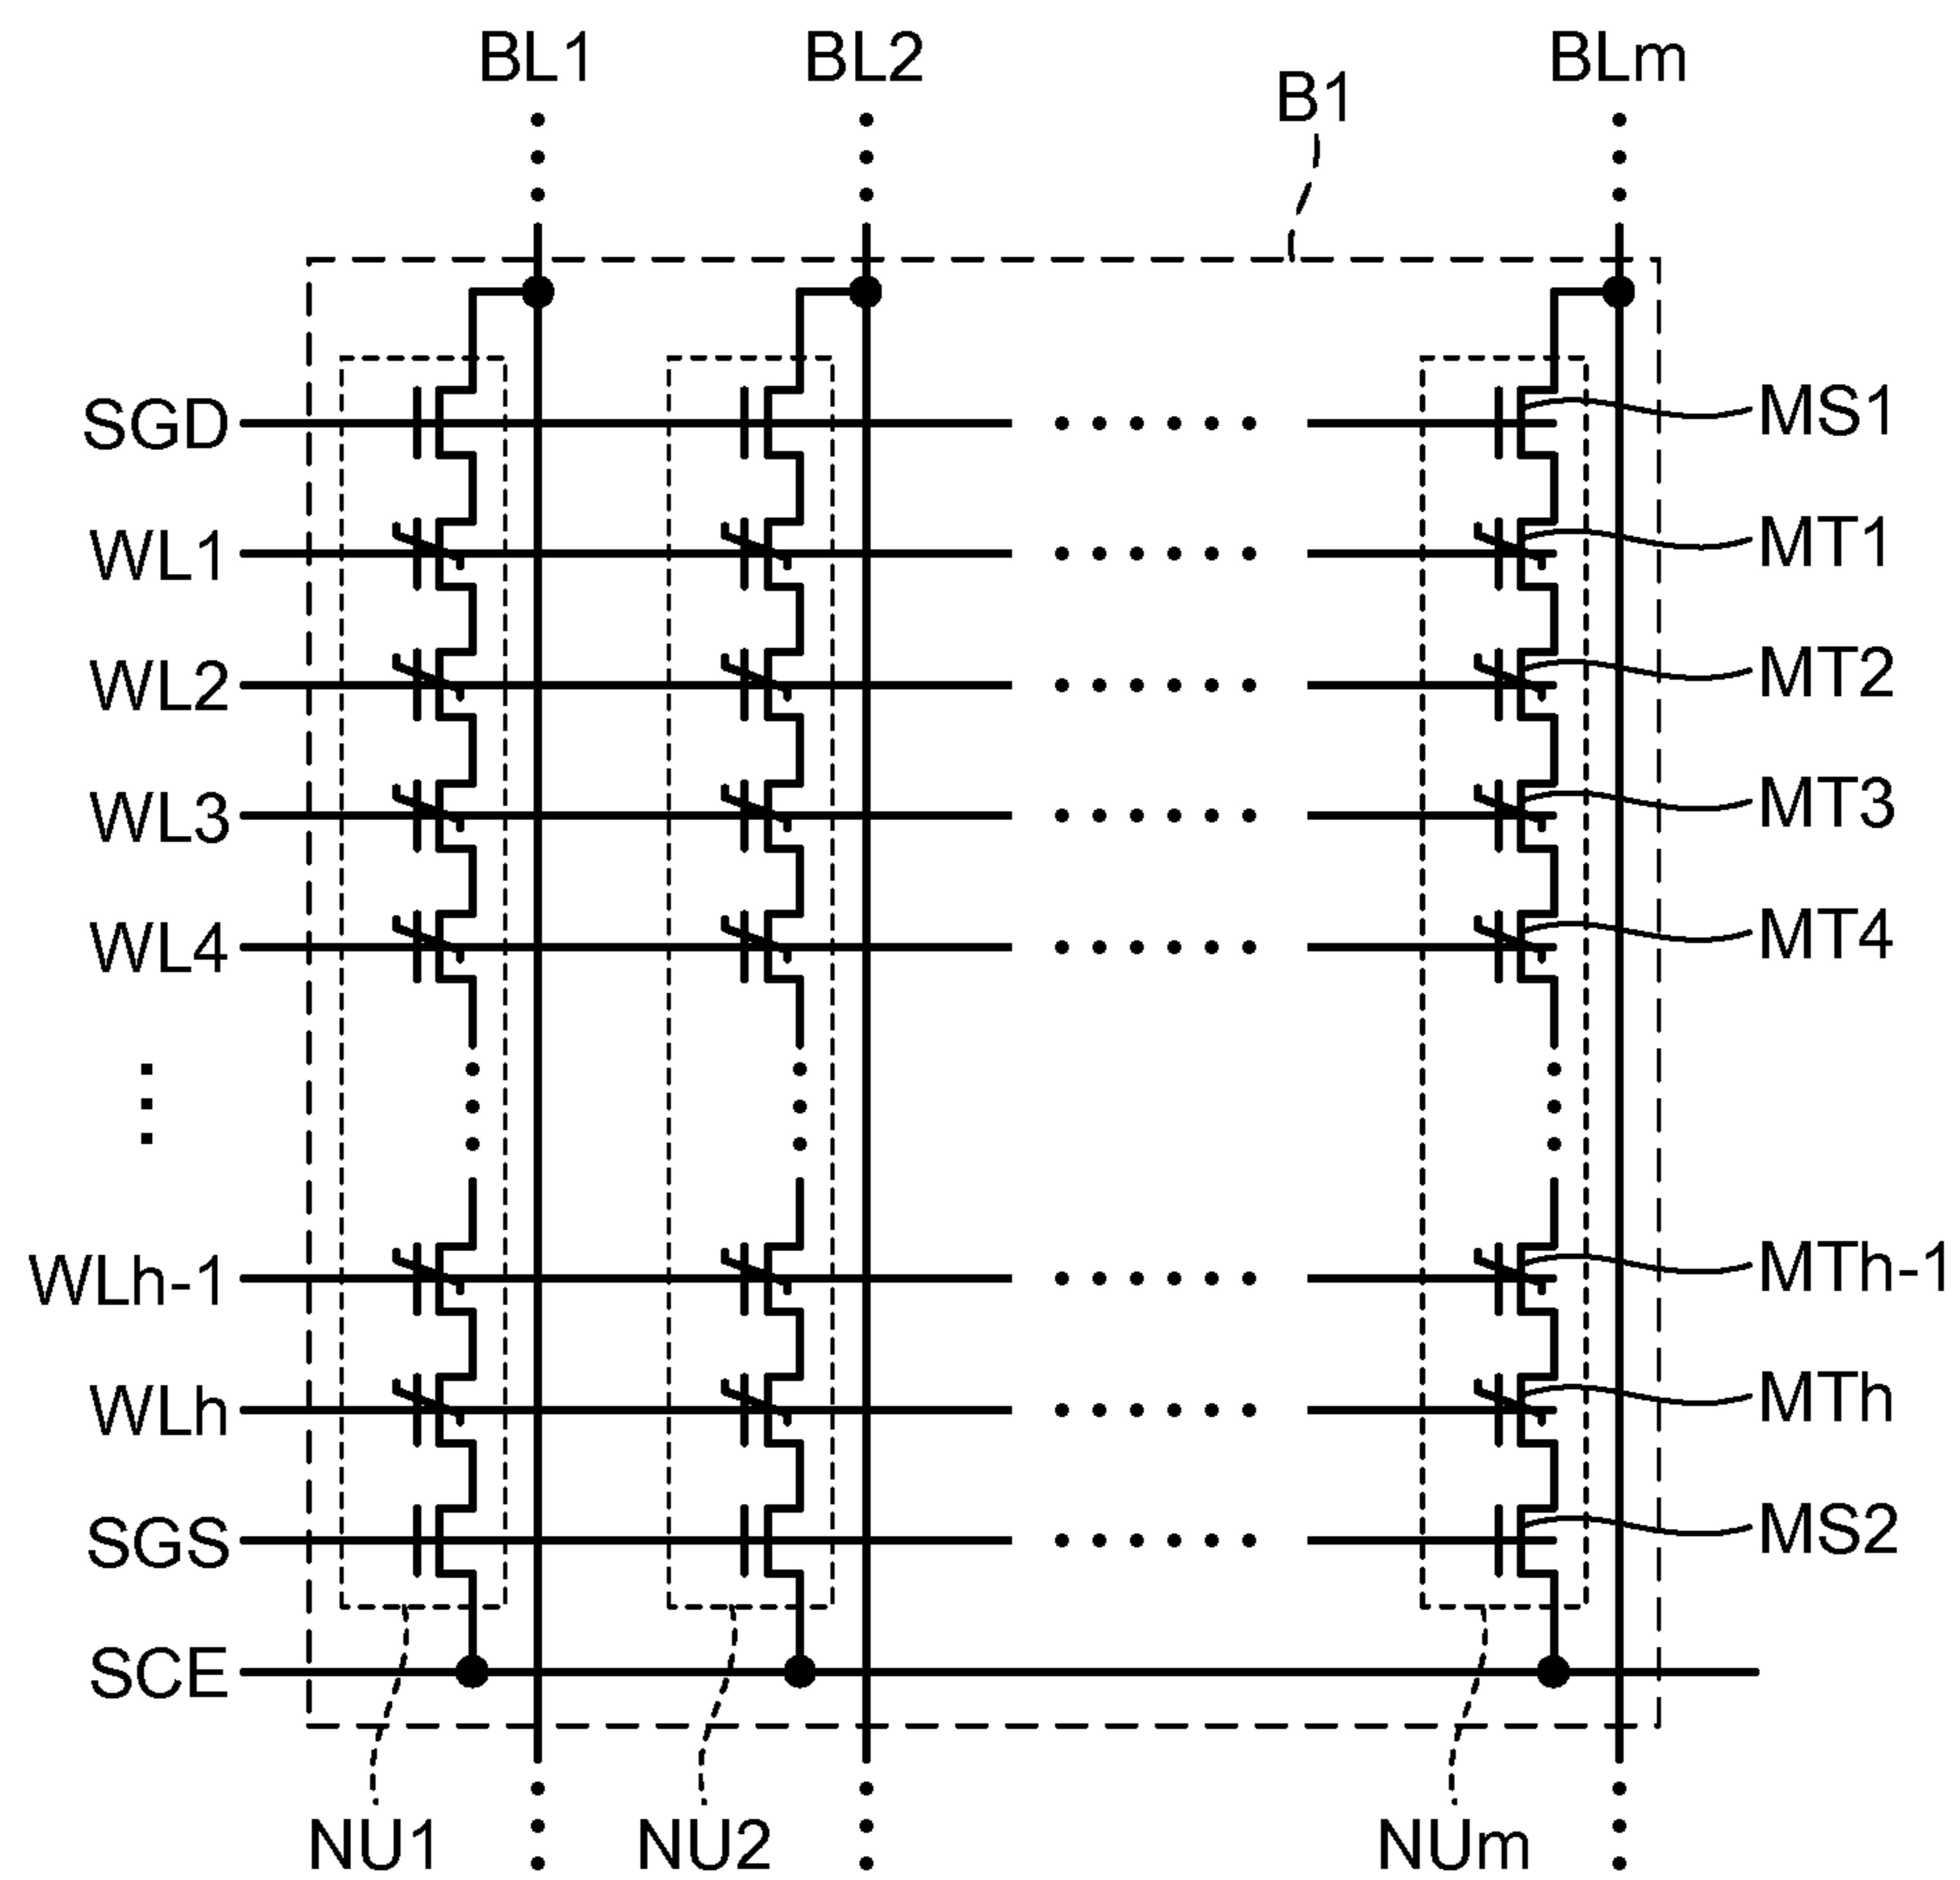 BL1
BL2
B1
BLm
SGD
MS1
WL1
MT1
WL2
MT2
WL3
MT3
WL4
MT4
WLh-1
MTh-1
WLh
MTh
SGS
MS2
SCE
NU1
NU2
NUm